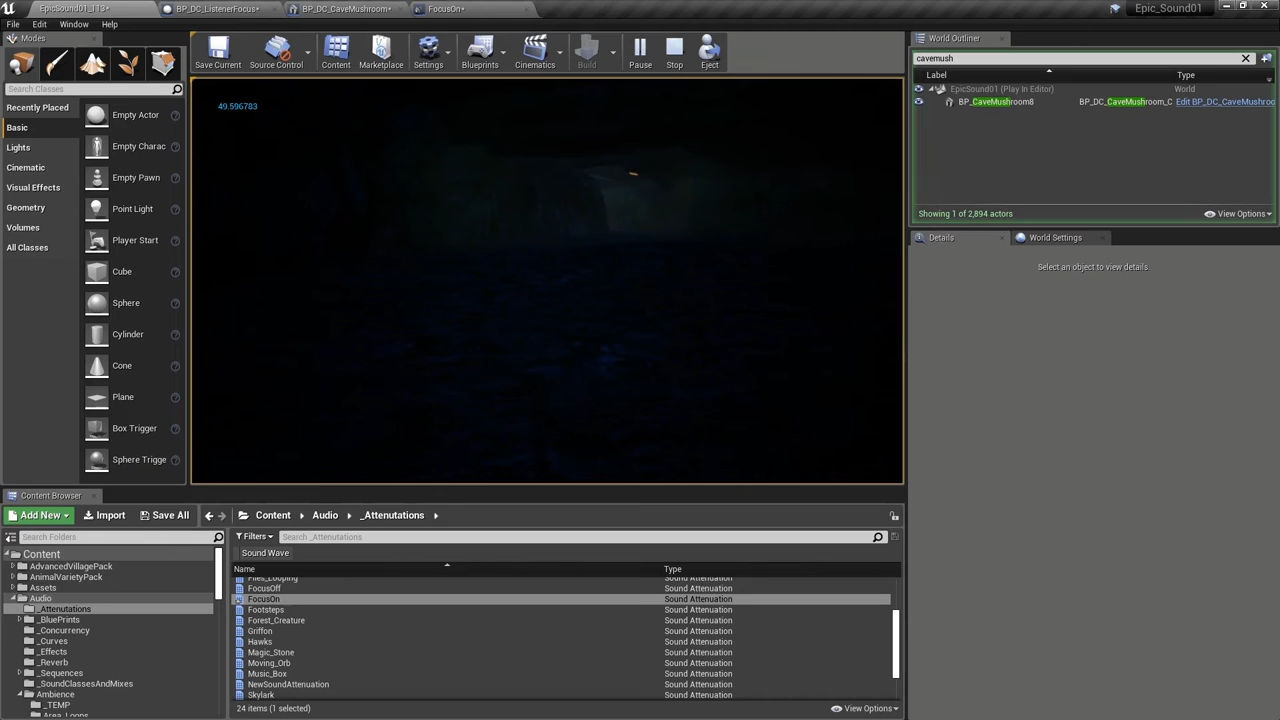 EpicSound01_113*
BP_DC_ListenerFocus*
BP_DC_CaveMushroom*
FocusOn*
Epic_Sound01
File Edit Window Help
Modes
Search Classes
Recently Placed
Basic
Lights
Cinematic
Visual Effects
Geometry
Volumes
All Classes
Empty Actor
Empty Charac
Empty Pawn
Point Light
Player Start
Cube
Sphere
Cylinder
Cone
Plane
Box Trigger
Sphere Trigge
Save Current
Source Control
Content
Marketplace
Settings
Blueprints
Cinematics
Build
Pause
Stop
Eject
49.596783
World Outliner
cavemush
Label Type
EpicSound01 (Play In Editor) World
BP_CaveMushroom8 BP_DC_CaveMushroom_C Edit BP_DC_CaveMushroo
Showing 1 of 2,894 actors
View Options
Details
World Settings
Select an object to view details.
Content Browser
Add New Import Save All Content Audio _Attenutations
Search Folders
Content
AdvancedVillagePack
AnimalVarietyPack
Assets
Audio
_Attenutations
_BluePrints
_Concurrency
_Curves
_Effects
_Reverb
_Sequences
_SoundClassesAndMixes
Ambience
_TEMP
Area_Loops
Filters Search _Attenutations
Sound Wave
Name Type
Flies_Looping Sound Attenuation
FocusOff Sound Attenuation
FocusOn Sound Attenuation
Footsteps Sound Attenuation
Forest_Creature Sound Attenuation
Griffon Sound Attenuation
Hawks Sound Attenuation
Magic_Stone Sound Attenuation
Moving_Orb Sound Attenuation
Music_Box Sound Attenuation
NewSoundAttenuation Sound Attenuation
Skylark Sound Attenuation
24 items (1 selected)
View Options